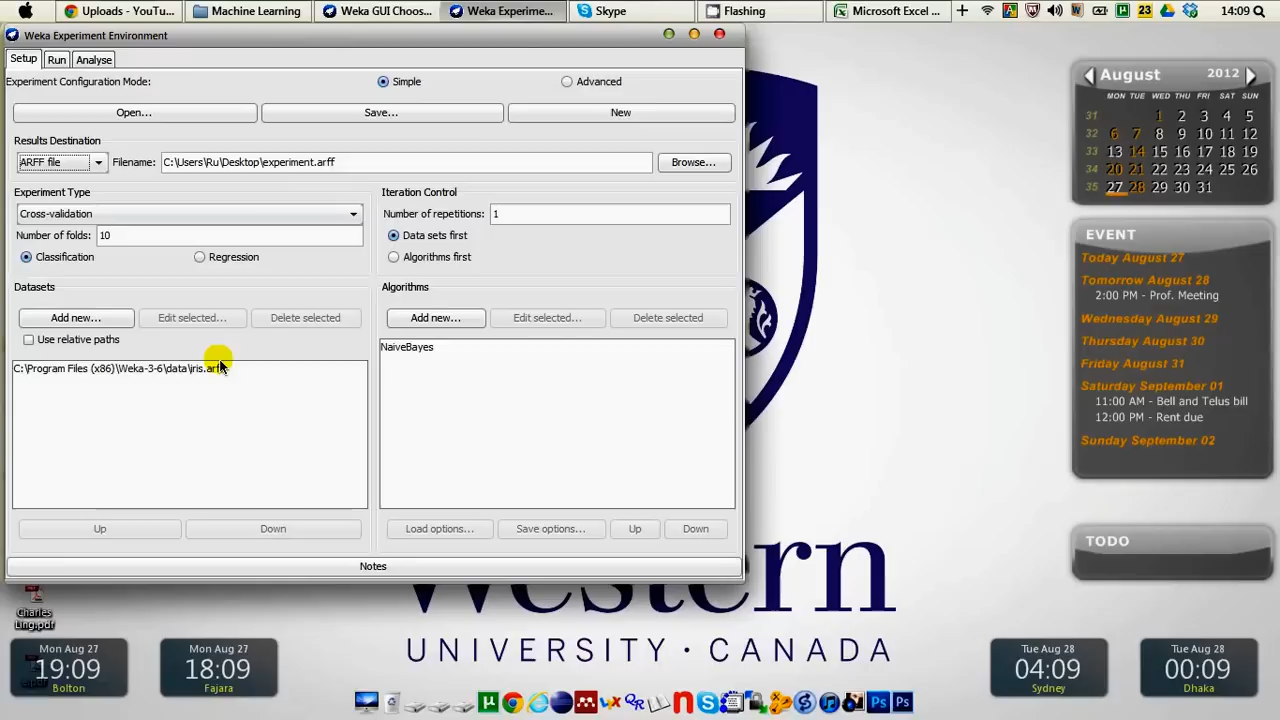 Uploads - YouTu...
Machine Learning
Weka GUI Choos...
Weka Experime...
Skype
Flashing
Microsoft Excel ...
23
14:09
Weka Experiment Environment
Setup
Run
Analyse
Experiment Configuration Mode:
Simple
Advanced
Open...
Save...
New
Results Destination
ARFF file
Filename:
C:\Users\Ru\Desktop\experiment.arff
Browse...
Experiment Type
Cross-validation
Number of folds:
10
Classification
Regression
Iteration Control
Number of repetitions:
1
Data sets first
Algorithms first
Datasets
Add new...
Edit selected...
Delete selected
Use relative paths
C:\Program Files (x86)\Weka-3-6\data\iris.arff
Up
Down
Algorithms
Add new...
Edit selected...
Delete selected
NaiveBayes
Load options...
Save options...
Up
Down
Notes
August 2012
MON TUE WED THU FRI SAT SUN
31 1 2 3 4 5
32 6 7 8 9 10 11 12
33 13 14 15 16 17 18 19
34 20 21 22 23 24 25 26
35 27 28 29 30 31
EVENT
Today August 27
Tomorrow August 28
2:00 PM - Prof. Meeting
Wednesday August 29
Thursday August 30
Friday August 31
Saturday September 01
11:00 AM - Bell and Telus bill
12:00 PM - Rent due
Sunday September 02
TODO
Western
UNIVERSITY · CANADA
Charles
Ling.pdf
Mon Aug 27
19:09
Bolton
Mon Aug 27
18:09
Fajara
Tue Aug 28
04:09
Sydney
Tue Aug 28
00:09
Dhaka